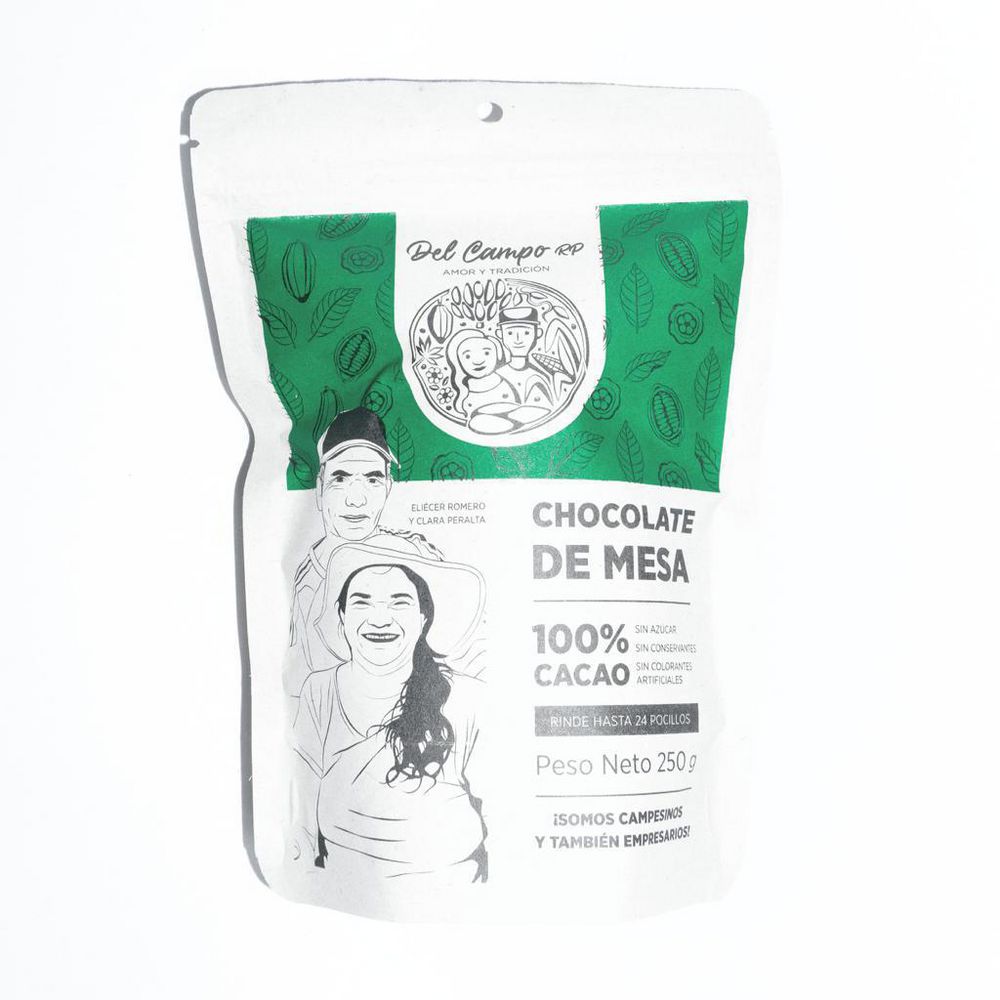 Del Campo RP
AMOR Y TRADICIÓN
ELIÉCER ROMERO
Y CLARA PERALTA
CHOCOLATE
DE MESA
100%
CACAO
SIN AZÚCAR
SIN CONSERVANTES
SIN COLORANTES
ARTIFICIALES
RINDE HASTA 24 POCILLOS
Peso Neto 250 g
¡SOMOS CAMPESINOS
Y TAMBIÉN EMPRESARIOS!